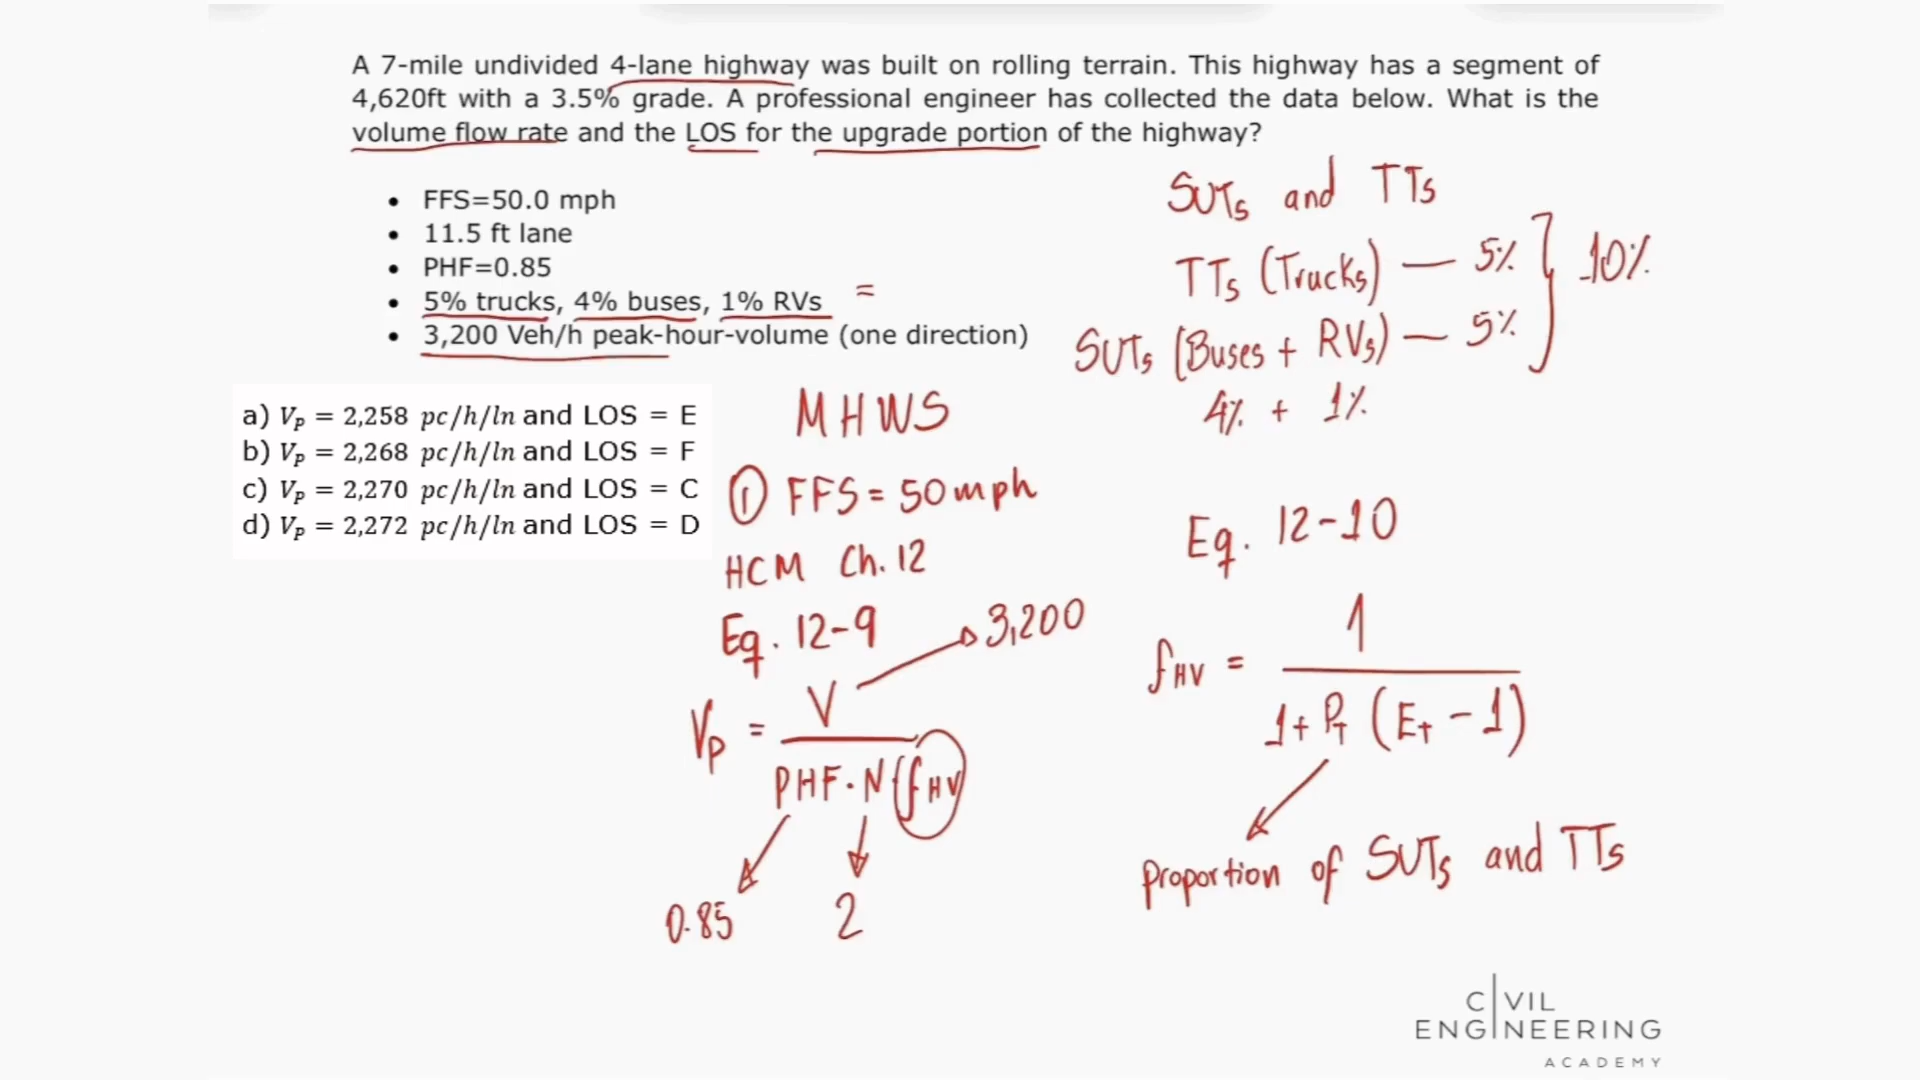 A 7-mile undivided 4-lane highway was built on rolling terrain. This highway has a segment of
4,620ft with a 3.5% grade. A professional engineer has collected the data below. What is the
volume flow rate and the LOS for the upgrade portion of the highway?
• FFS=50.0 mph
• 11.5 ft lane
• PHF=0.85
• 5% trucks, 4% buses, 1% RVs =
• 3,200 Veh/h peak-hour-volume (one direction)
a) Vp = 2,258 pc/h/ln and LOS = E
b) Vp = 2,268 pc/h/ln and LOS = F
c) Vp = 2,270 pc/h/ln and LOS = C
d) Vp = 2,272 pc/h/ln and LOS = D
SUTs and TTs
TTs (Trucks) — 5%
SUTs (Buses + RVs) — 5%
10%
4% + 1%
MHWS
① FFS = 50 mph
HCM Ch. 12
Eq. 12-9
3,200
Vp = V
PHF · N (fHV)
0.85 2
Eq. 12-10
fHV = 1
1 + PT (ET - 1)
Proportion of SUTs and TTs
CIVIL
ENGINEERING
ACADEMY